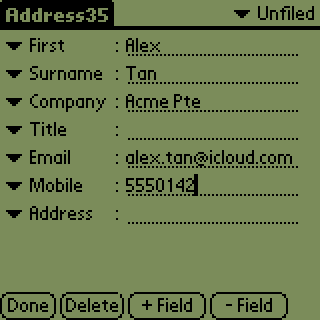 Address35 Unfiled
First : Alex
Surname : Tan
Company : Acme Pte
Title :
Email : alex.tan@icloud.com
Mobile : 5550142
Address :
Done Delete + Field - Field